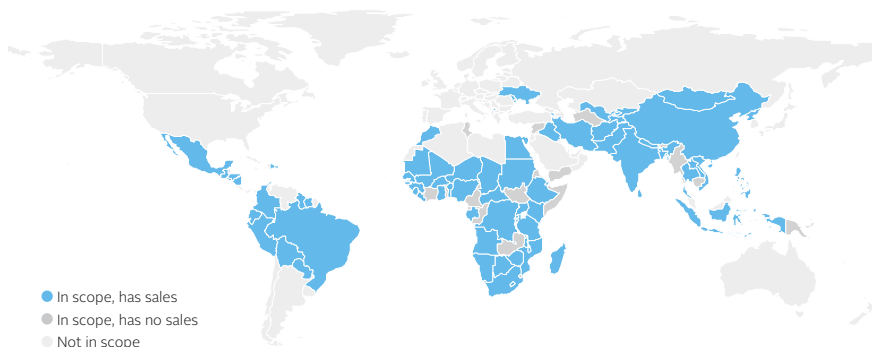 In scope, has sales
In scope, has no sales
Not in scope